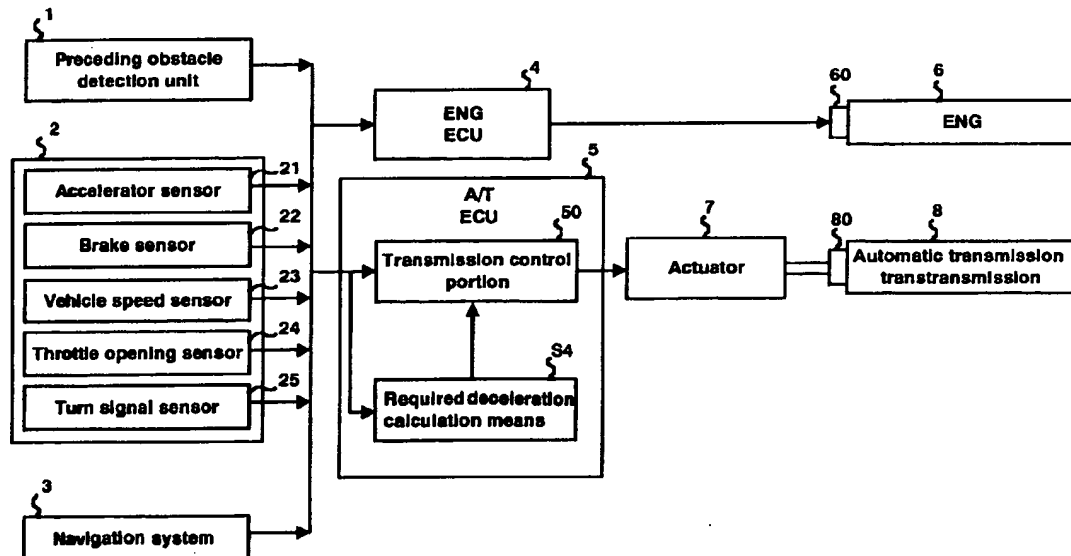 1
Preceding obstacle
detection unit
2
21
Accelerator sensor
22
Brake sensor
23
Vehicle speed sensor
24
Throttle opening sensor
25
Turn signal sensor
3
Navigation system
4
ENG
ECU
5
A/T
ECU
50
Transmission control
portion
S4
Required deceleration
calculation means
60
6
ENG
7
Actuator
80
8
Automatic transmission
transtransmission